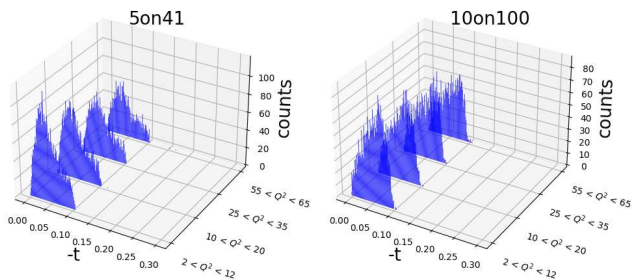 5on41
100
80
60
40
20
0
counts
0.00
0.05
0.10
0.15
0.20
0.25
0.30
-t
2 < Q² < 12
10 < Q² < 20
25 < Q² < 35
55 < Q² < 65
10on100
80
70
60
50
40
30
20
10
0
counts
0.00
0.05
0.10
0.15
0.20
0.25
0.30
-t
2 < Q² < 12
10 < Q² < 20
25 < Q² < 35
55 < Q² < 65